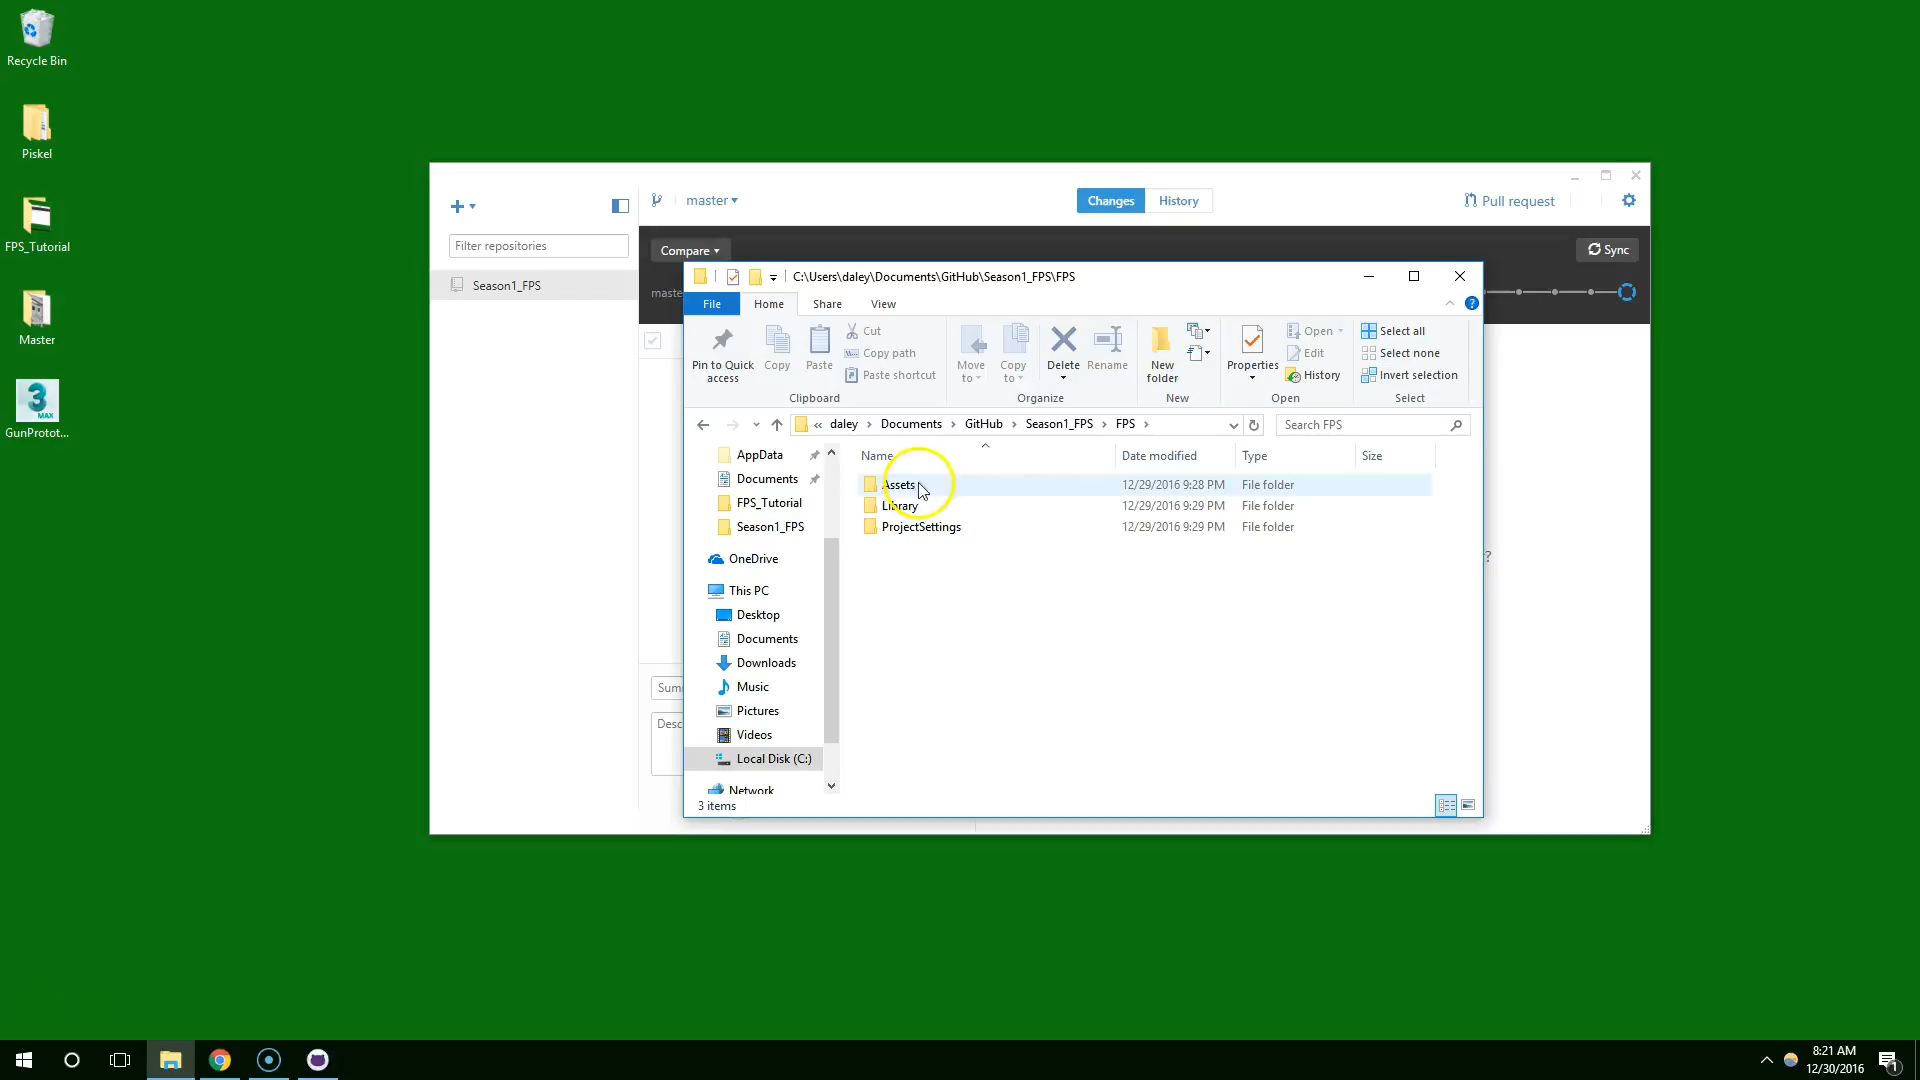 Recycle Bin
Piskel
FPS_Tutorial
Master
3
MAX
GunProtot...
master
Changes
History
Pull request
Filter repositories
Season1_FPS
Compare
Sync
master
C:\Users\daley\Documents\GitHub\Season1_FPS\FPS
File
Home
Share
View
Pin to Quick access
Copy
Paste
Cut
Copy path
Paste shortcut
Move to
Copy to
Delete
Rename
New folder
Properties
Open
Edit
History
Select all
Select none
Invert selection
Clipboard
Organize
New
Open
Select
« daley > Documents > GitHub > Season1_FPS > FPS >
Search FPS
Name
Date modified
Type
Size
Assets 12/29/2016 9:28 PM File folder
Library 12/29/2016 9:29 PM File folder
ProjectSettings 12/29/2016 9:29 PM File folder
AppData
Documents
FPS_Tutorial
Season1_FPS
OneDrive
This PC
Desktop
Documents
Downloads
Music
Pictures
Videos
Local Disk (C:)
Network
3 items
?
Sum
Desc
8:21 AM
12/30/2016
1